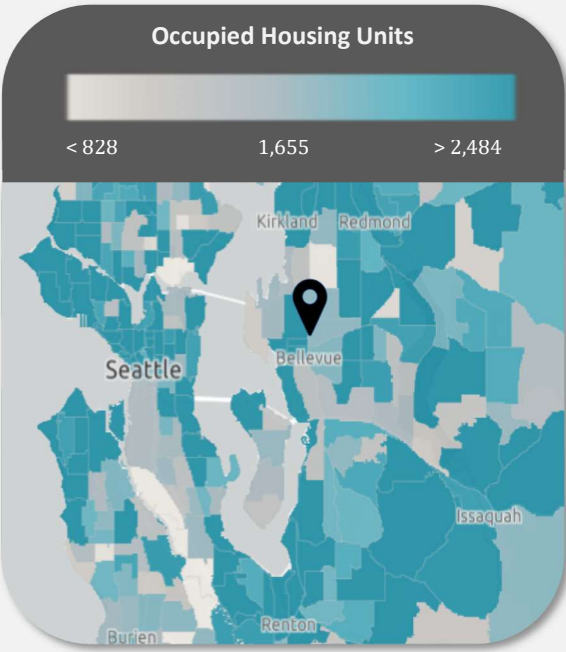 Occupied Housing Units
< 828 1,655 > 2,484
Kirkland Redmond
Bellevue
Seattle
Issaquah
Renton
Burien